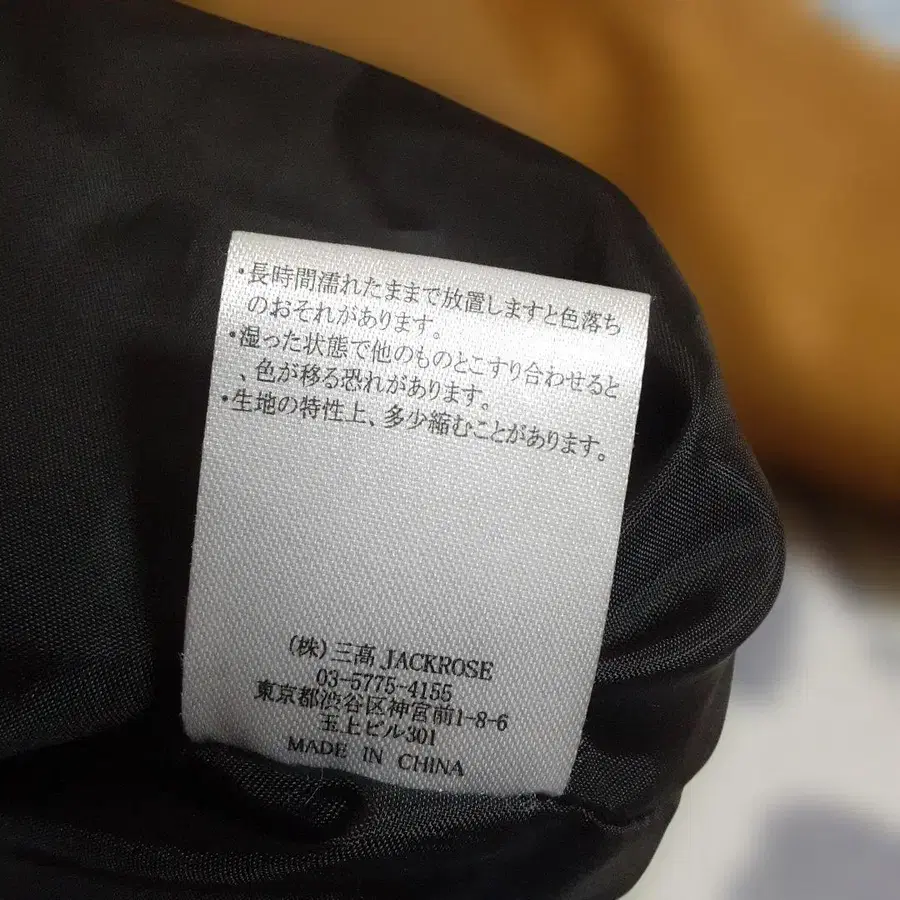 ・長時間濡れたままで放置しますと色落ち
のおそれがあります。
・湿った状態で他のものとこすり合わせると
、色が移る恐れがあります。
・生地の特性上、多少縮むことがあります。
(株)三高 JACKROSE
03-5775-4155
東京都渋谷区神宮前1-8-6
玉上ビル301
MADE IN CHINA